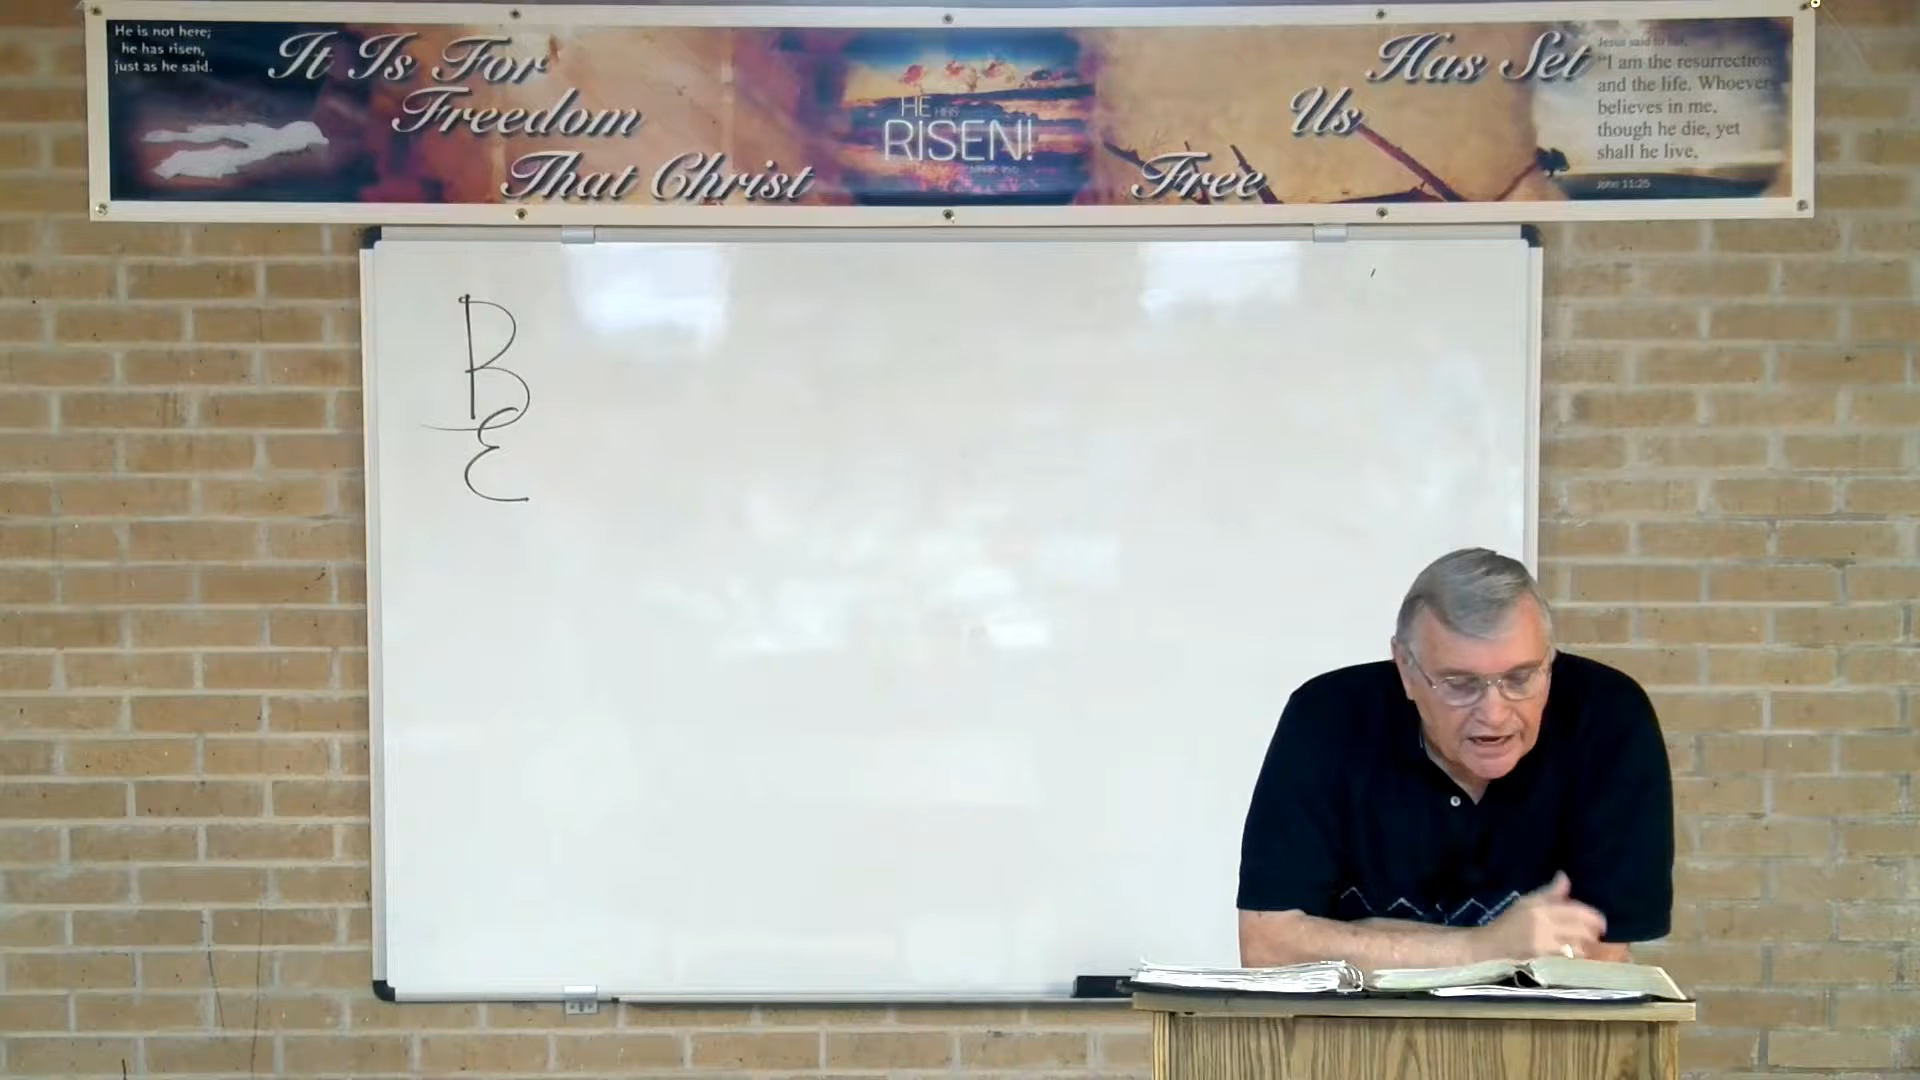 He is not here;
he has risen,
just as he said.
It Is For
Freedom
That Christ
HE HAS
RISEN!
Has Set
Us
Free
Jesus said to her,
"I am the resurrection
and the life. Whoever
believes in me,
though he die, yet
shall he live,
John 11:25
B
E